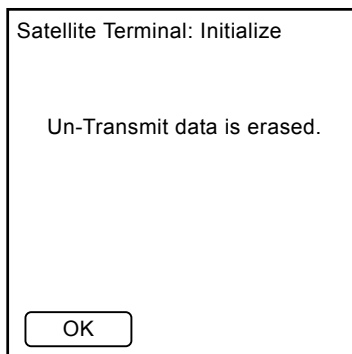 Satellite Terminal: Initialize
Un-Transmit data is erased.
OK